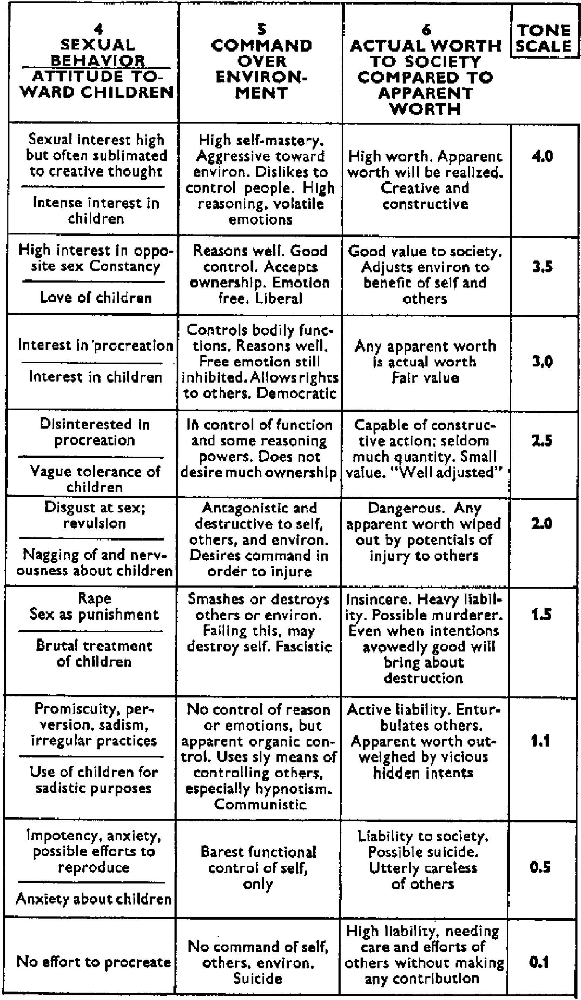 4
SEXUAL
BEHAVIOR
ATTITUDE TO-
WARD CHILDREN
5
COMMAND
OVER
ENVIRON-
MENT
6
ACTUAL WORTH
TO SOCIETY
COMPARED TO
APPARENT
WORTH
TONE
SCALE
Sexual interest high
but often sublimated
to creative thought
Intense interest in
children
High self-mastery.
Aggressive toward
environ. Dislikes to
control people. High
reasoning, volatile
emotions
High worth. Apparent
worth will be realized.
Creative and
constructive
4.0
High interest in oppo-
site sex Constancy
Love of children
Reasons well. Good
control. Accepts
ownership. Emotion
free. Liberal
Good value to society.
Adjusts environ to
benefit of self and
others
3.5
Interest in procreation
Interest in children
Controls bodily func-
tions. Reasons well.
Free emotion still
inhibited. Allows rights
to others. Democratic
Any apparent worth
is actual worth
Fair value
3.0
Disinterested in
procreation
Vague tolerance of
children
In control of function
and some reasoning
powers. Does not
desire much ownership
Capable of construc-
tive action; seldom
much quantity. Small
value. "Well adjusted"
2.5
Disgust at sex;
revulsion
Nagging of and nerv-
ousness about children
Antagonistic and
destructive to self,
others, and environ.
Desires command in
order to injure
Dangerous. Any
apparent worth wiped
out by potentials of
injury to others
2.0
Rape
Sex as punishment
Brutal treatment
of children
Smashes or destroys
others or environ.
Failing this, may
destroy self. Fascistic
Insincere. Heavy liabil-
ity. Possible murderer.
Even when intentions
avowedly good will
bring about
destruction
1.5
Promiscuity, per-
version, sadism,
irregular practices
Use of children for
sadistic purposes
No control of reason
or emotions, but
apparent organic con-
trol. Uses sly means of
controlling others,
especially hypnotism.
Communistic
Active liability. Entur-
bulates others.
Apparent worth out-
weighed by vicious
hidden intents
1.1
Impotency, anxiety,
possible efforts to
reproduce
Anxiety about children
Barest functional
control of self,
only
Liability to society.
Possible suicide.
Utterly careless
of others
0.5
No effort to procreate
No command of self,
others, environ.
Suicide
High liability, needing
care and efforts of
others without making
any contribution
0.1